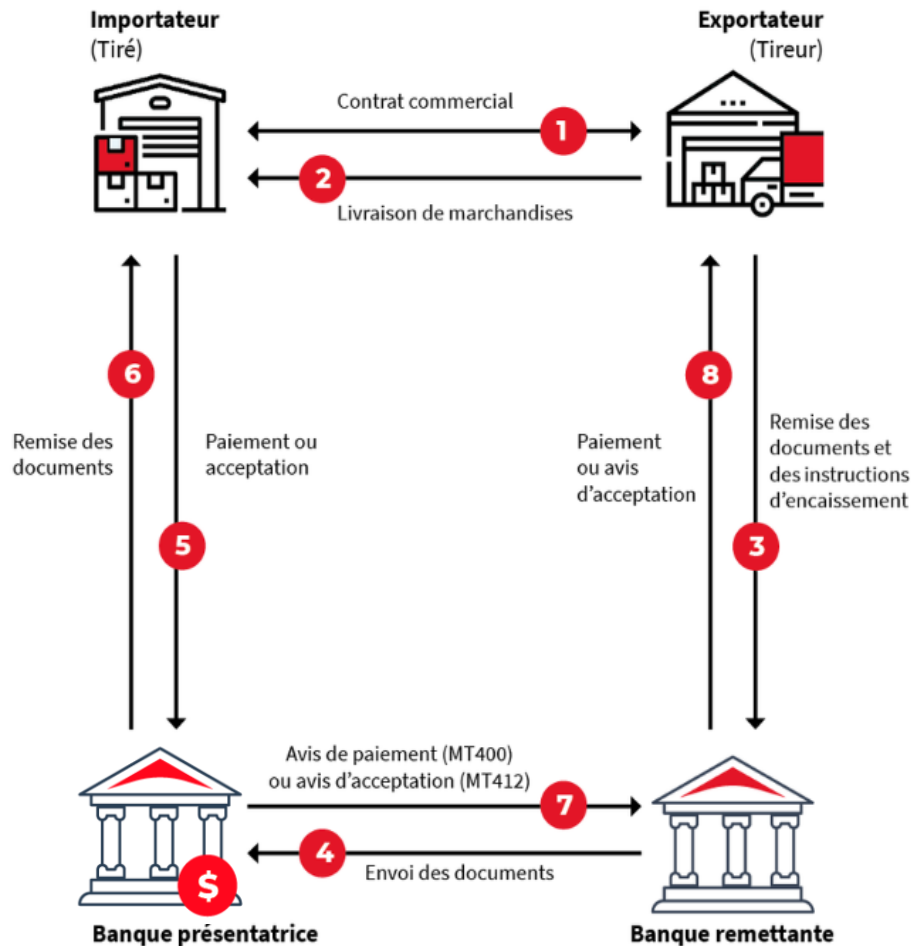 Importateur
(Tiré)
Exportateur
(Tireur)
Contrat commercial
1
2
Livraison de marchandises
6
8
Remise des
documents
Paiement ou
acceptation
Paiement
ou avis
d'acceptation
Remise des
documents et
des instructions
d'encaissement
5
3
Avis de paiement (MT400)
ou avis d'acceptation (MT412)
7
4
Envoi des documents
$
Banque présentatrice
Banque remettante